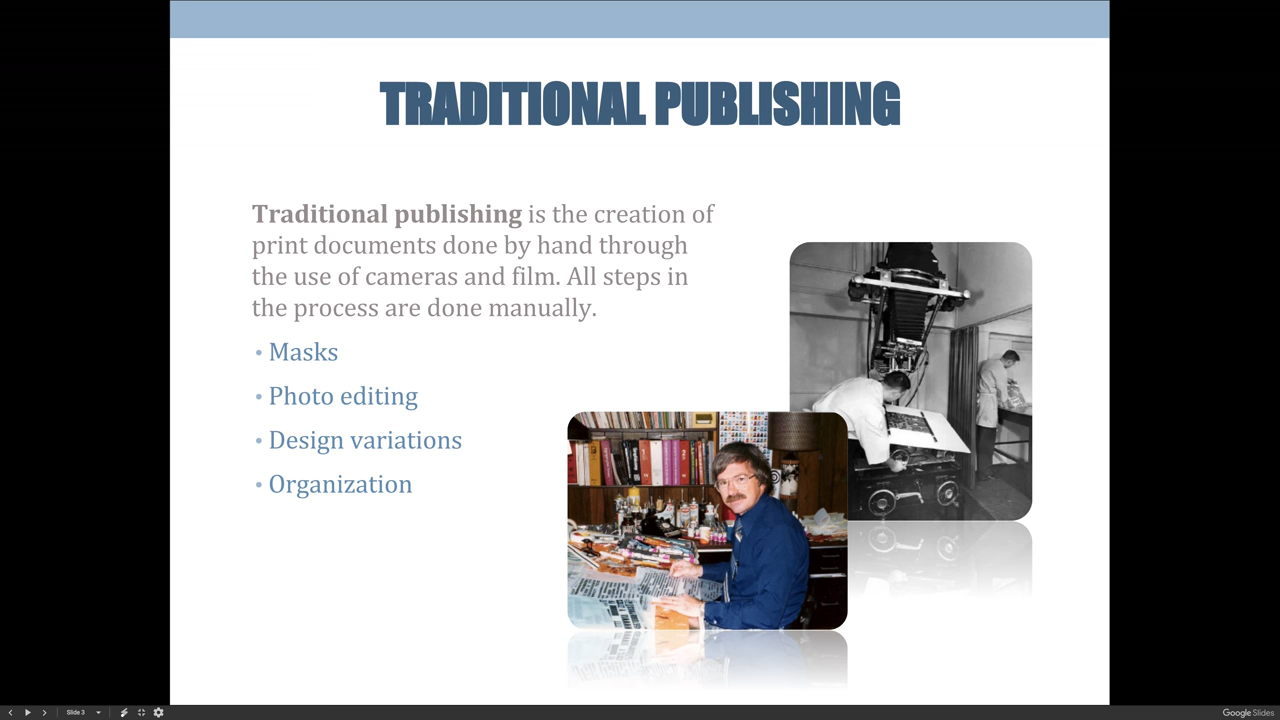 TRADITIONAL PUBLISHING
Traditional publishing is the creation of
print documents done by hand through
the use of cameras and film. All steps in
the process are done manually.
• Masks
• Photo editing
• Design variations
• Organization
Slide 3
Google Slides